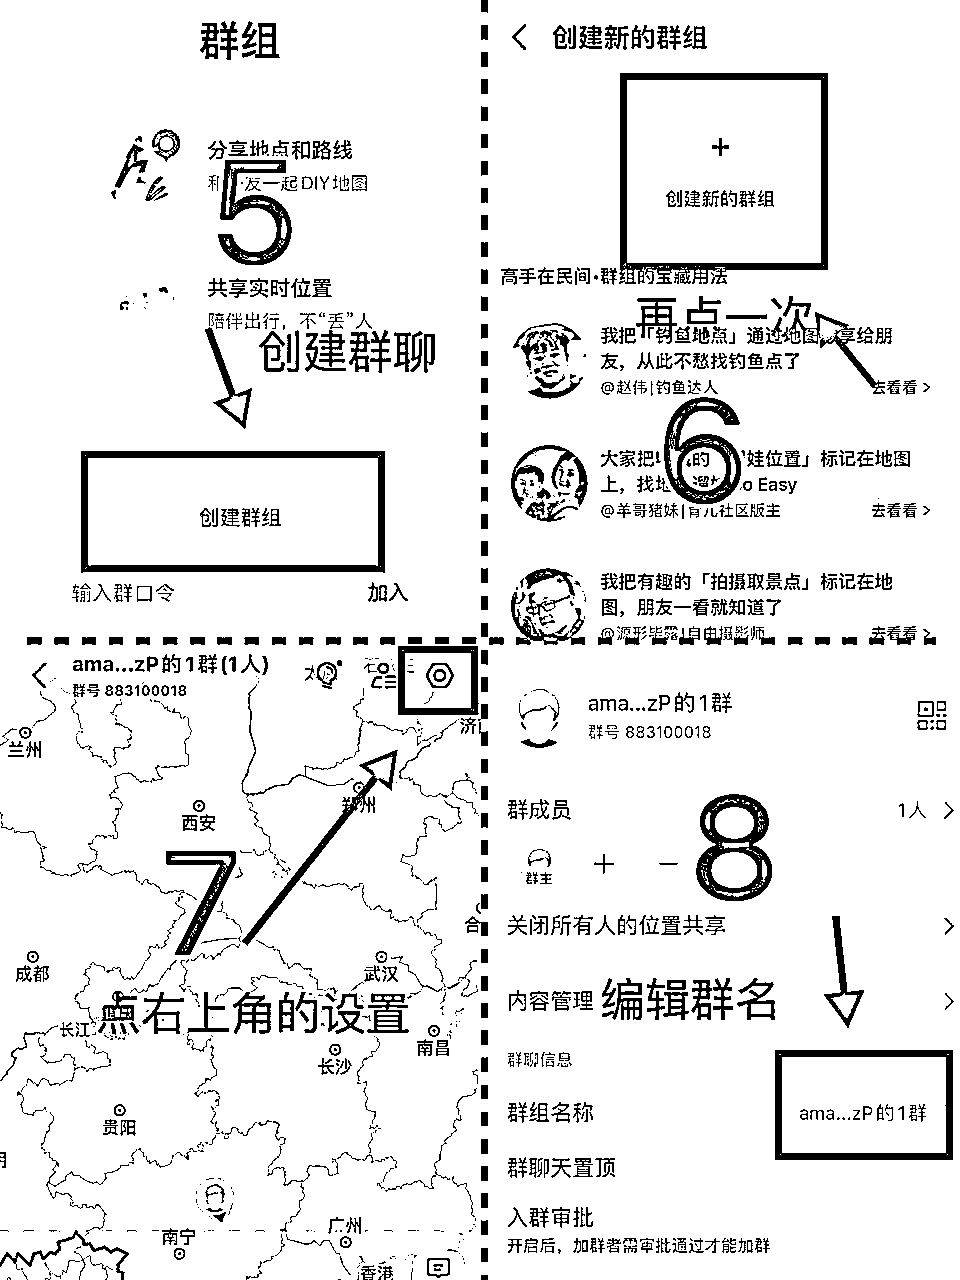 群组
分享地点和路线
一起DIY地图
5
共享实时位置
陪伴出行，不“丢”人
创建群聊
创建群组
输入群口令
加入
创建新的群组
+
创建新的群组
高手在民间·群组的宝藏用法
再点一次
我把「钓鱼地点」通过地图分享给朋
友，从此不愁找钓鱼点了
@赵伟|钓鱼达人
去看看 >
6
大家把 的 娃位置」标记在地图
上，找地 溜 o Easy
@羊哥猪妹|育儿社区版主
去看看 >
我把有趣的「拍摄取景点」标记在地
图，朋友一看就知道了
@源形毕露|自由摄影师
去看看 >
ama...zP的1群(1人)
群号 883100018
兰州
郑州
西安
7
成都
武汉
点右上角的设置
长江
南昌
长沙
贵阳
南宁
广州
香港
ama...zP的1群
群号 883100018
群成员
1人 >
8
群主
+ −
关闭所有人的位置共享 >
内容管理 >
编辑群名
群聊信息
群组名称
ama...zP的1群
群聊天置顶
入群审批
开启后，加群者需审批通过才能加群